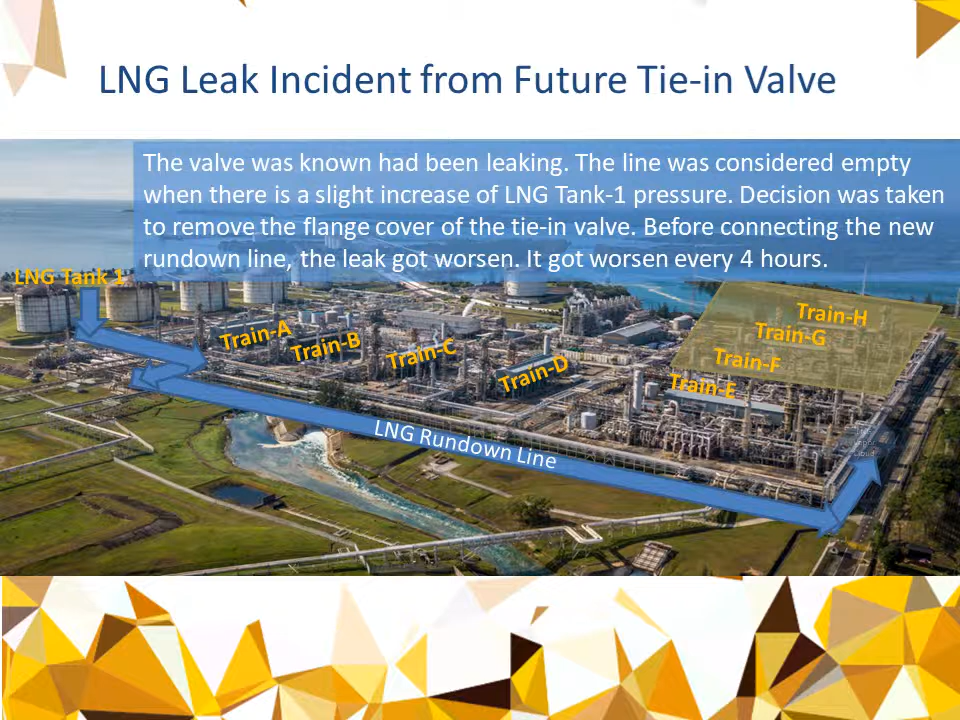 LNG Leak Incident from Future Tie-in Valve
The valve was known had been leaking. The line was considered empty
when there is a slight increase of LNG Tank-1 pressure. Decision was taken
to remove the flange cover of the tie-in valve. Before connecting the new
rundown line, the leak got worsen. It got worsen every 4 hours.
LNG Tank 1
Train-A
Train-B
Train-C
Train-D
Train-H
Train-G
Train-F
Train-E
LNG Rundown Line
Cloud